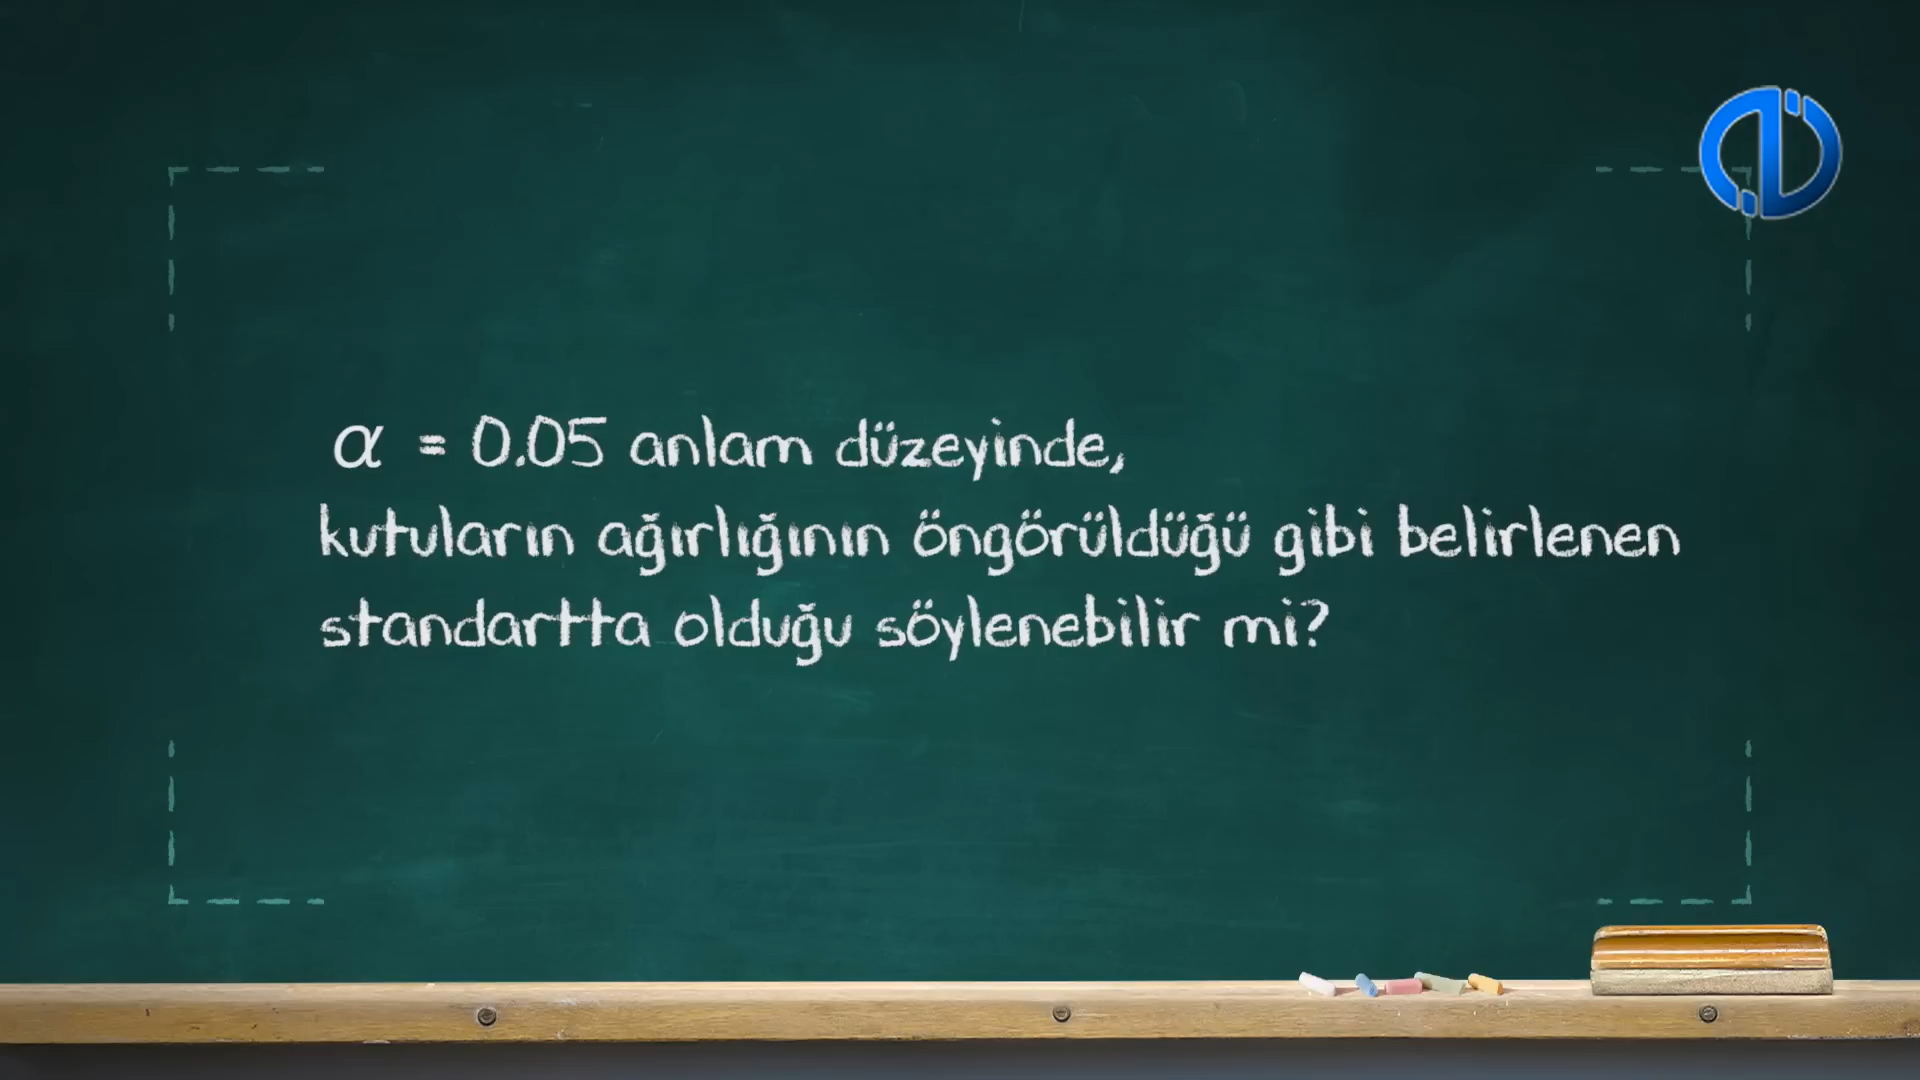 α = 0.05 anlam düzeyinde,
kutuların ağırlığının öngörüldüğü gibi belirlenen
standartta olduğu söylenebilir mi?